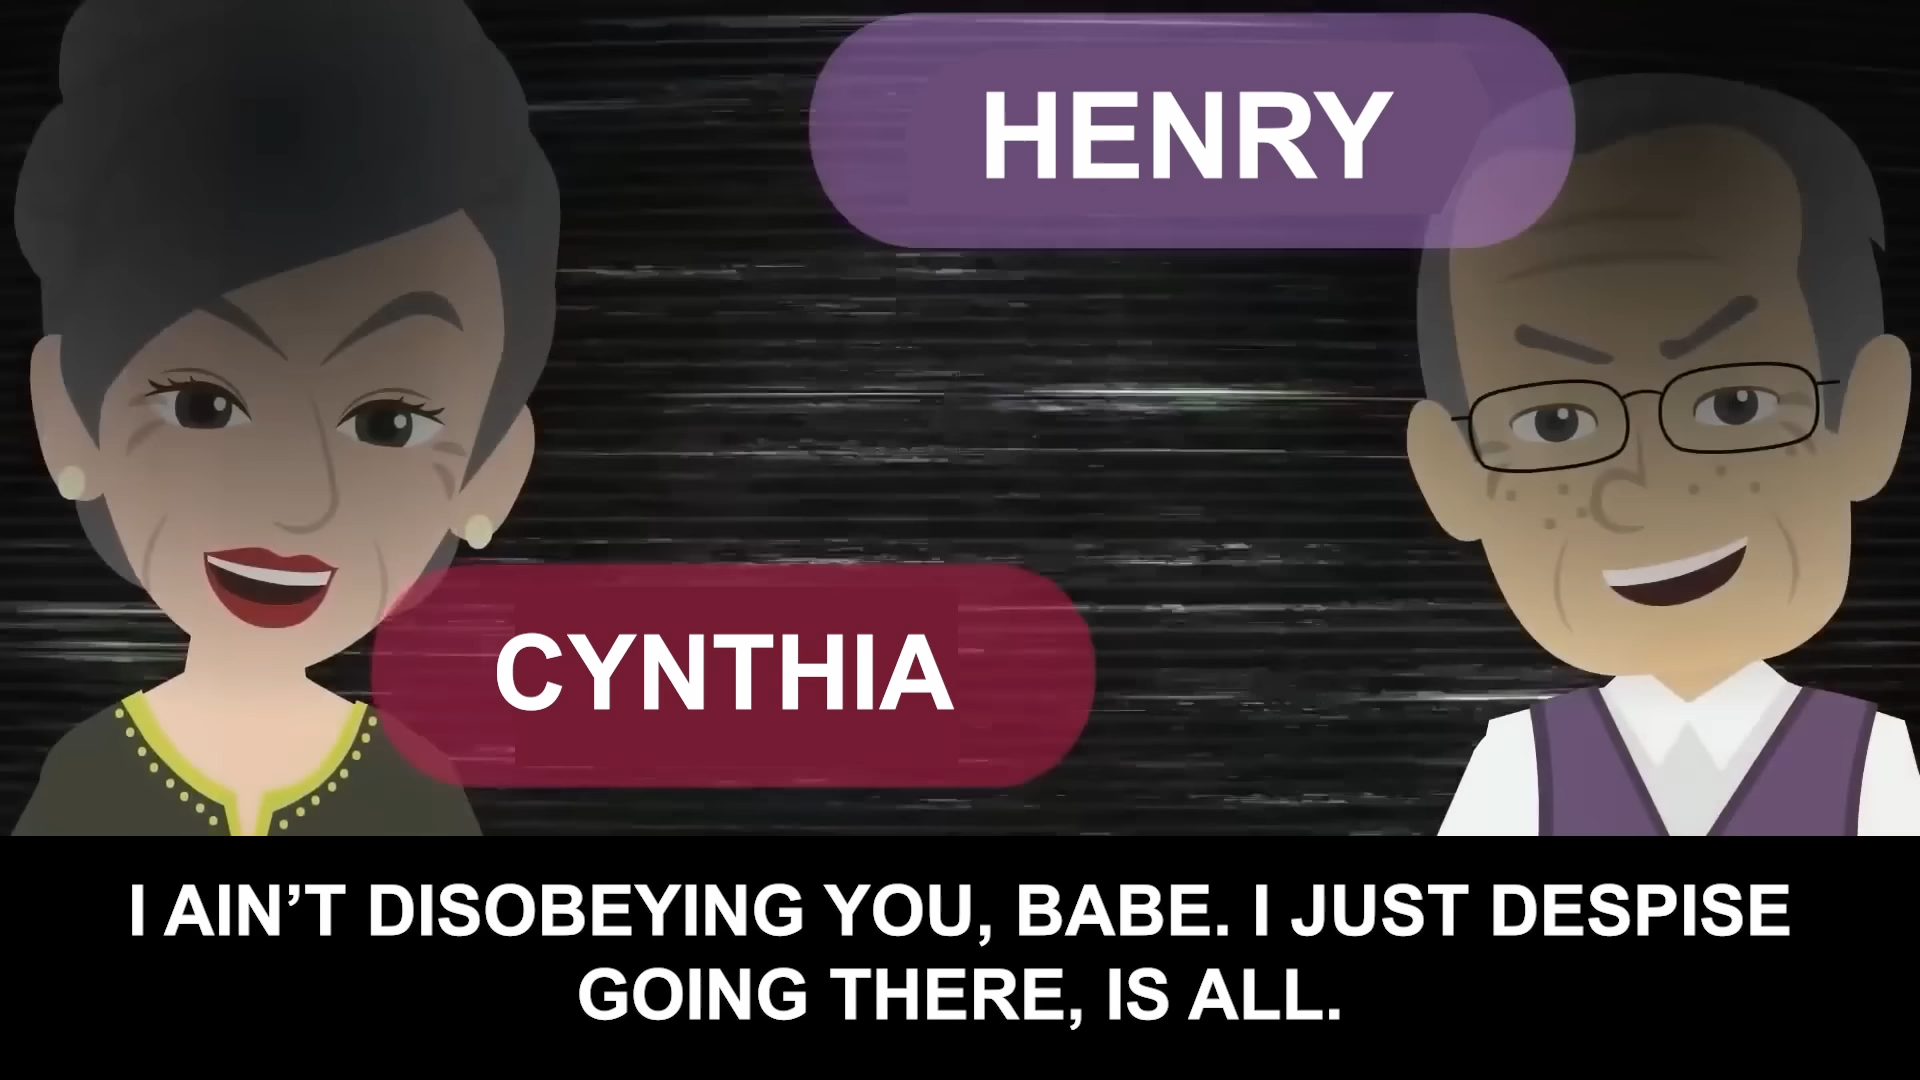 HENRY
CYNTHIA
I AIN’T DISOBEYING YOU, BABE. I JUST DESPISE
GOING THERE, IS ALL.